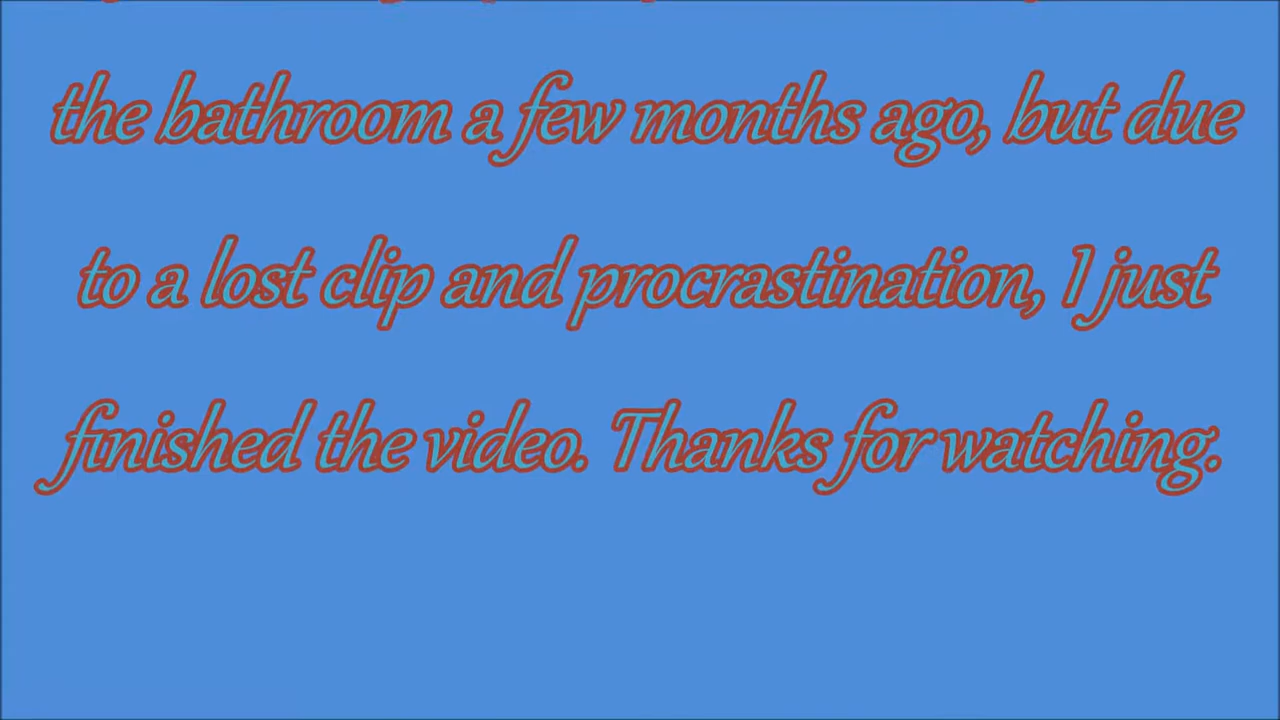 the bathroom a few months ago, but due
to a lost clip and procrastination, I just
finished the video. Thanks for watching.